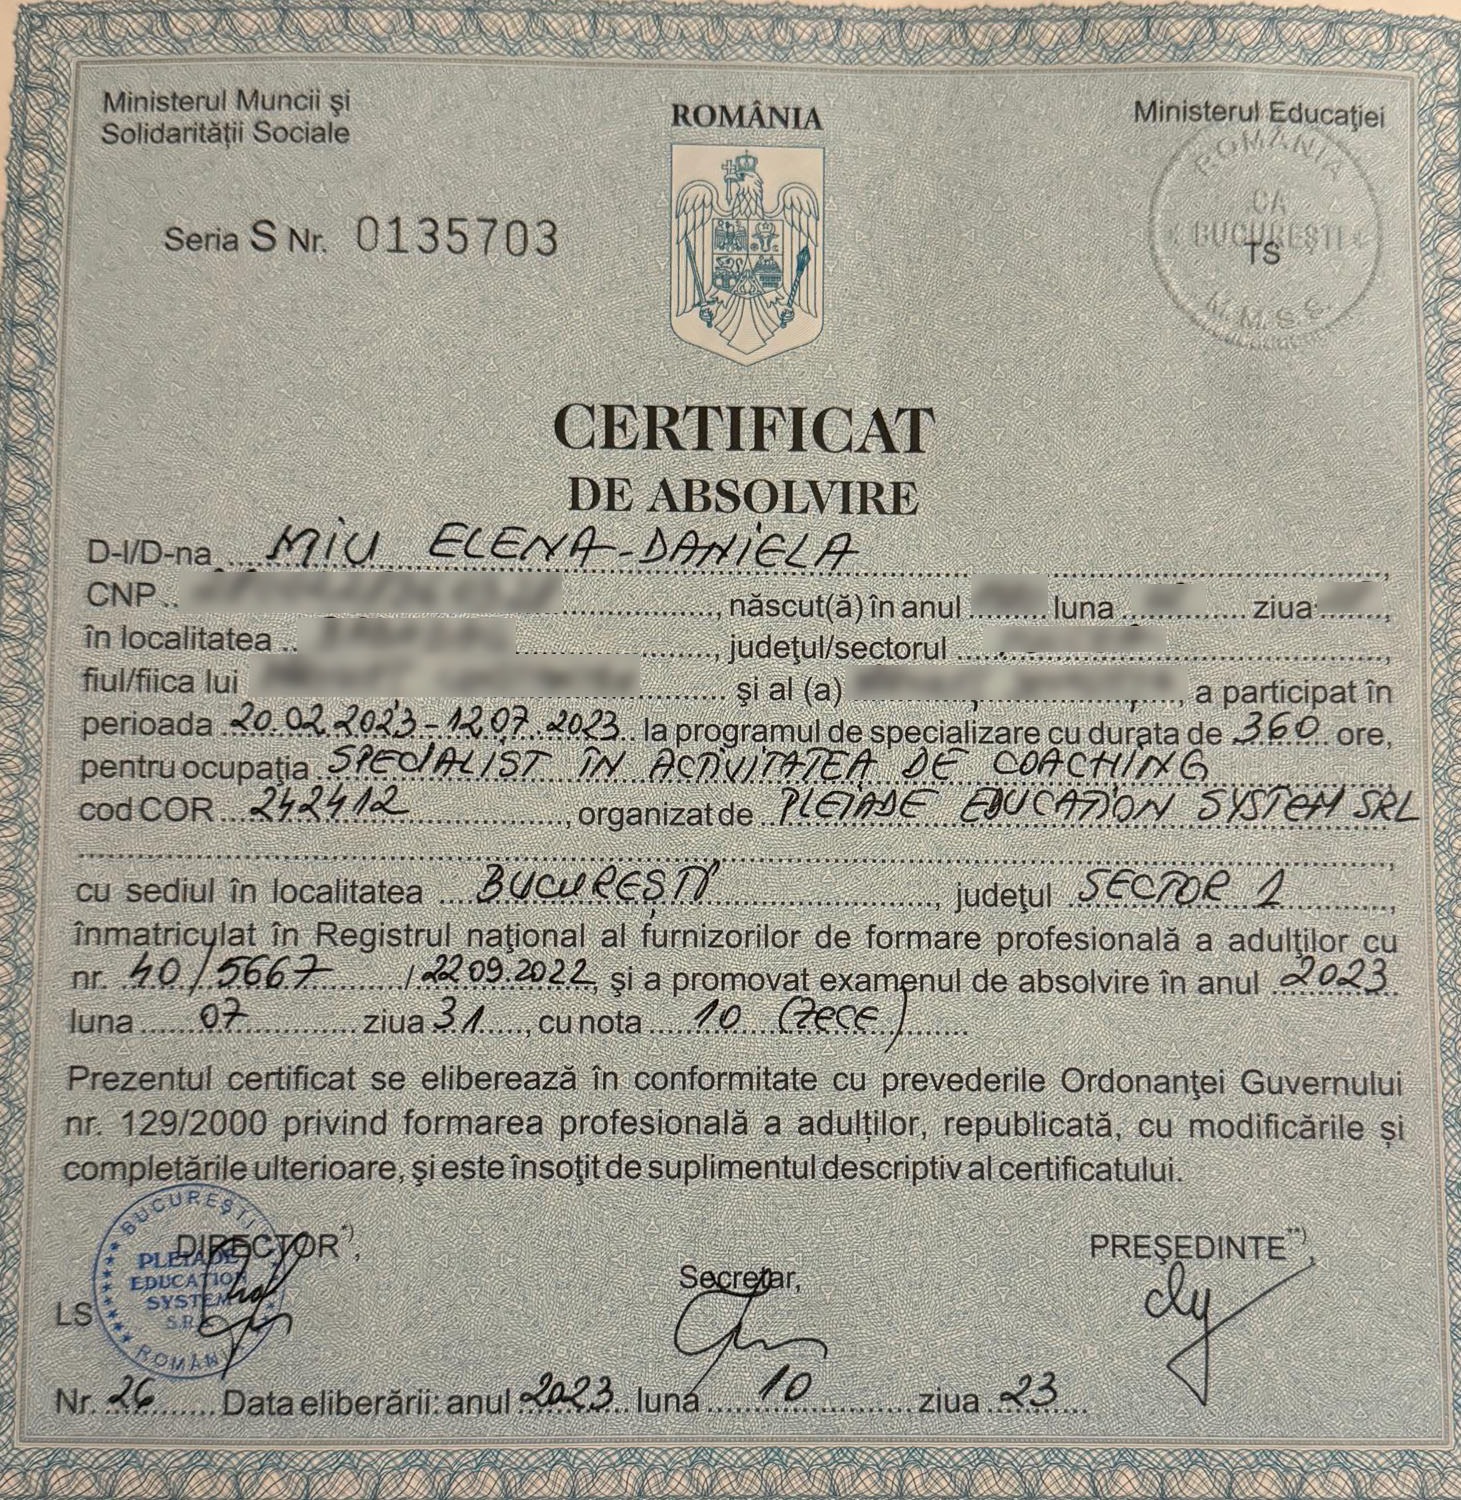 Ministerul Muncii şi
Solidarităţii Sociale
ROMÂNIA
Ministerul Educaţiei
ROMÂNIA
CA
BUCUREŞTI
TS
M.M.S.S.
Seria S Nr. 0135703
CERTIFICAT
DE ABSOLVIRE
D-l/D-na MIU ELENA-DANIELA
CNP, născut(ă) în anul luna ziua,
în localitatea, judeţul/sectorul,
fiul/fiica lui şi al (a), a participat în
perioada 20.02.2023-12.07.2023 la programul de specializare cu durata de 360 ore,
pentru ocupaţia SPECIALIST ÎN ACTIVITATEA DE COACHING
cod COR 242412, organizat de PLEIADE EDUCATION SYSTEM SRL
cu sediul în localitatea BUCUREŞTI, judeţul SECTOR 1,
înmatriculat în Registrul naţional al furnizorilor de formare profesională a adulţilor cu
nr. 40/5667 / 22.09.2022, şi a promovat examenul de absolvire în anul 2023
luna 07 ziua 31, cu nota 10 (zece)
Prezentul certificat se eliberează în conformitate cu prevederile Ordonanţei Guvernului
nr. 129/2000 privind formarea profesională a adulţilor, republicată, cu modificările şi
completările ulterioare, şi este însoţit de suplimentul descriptiv al certificatului.
DIRECTOR*),
Secretar,
PREŞEDINTE**),
LS
BUCUREŞTI
PLEIADE
EDUCATION
SYSTEM
S.R.L.
ROMÂNIA
Nr. 26 Data eliberării: anul 2023 luna 10 ziua 23